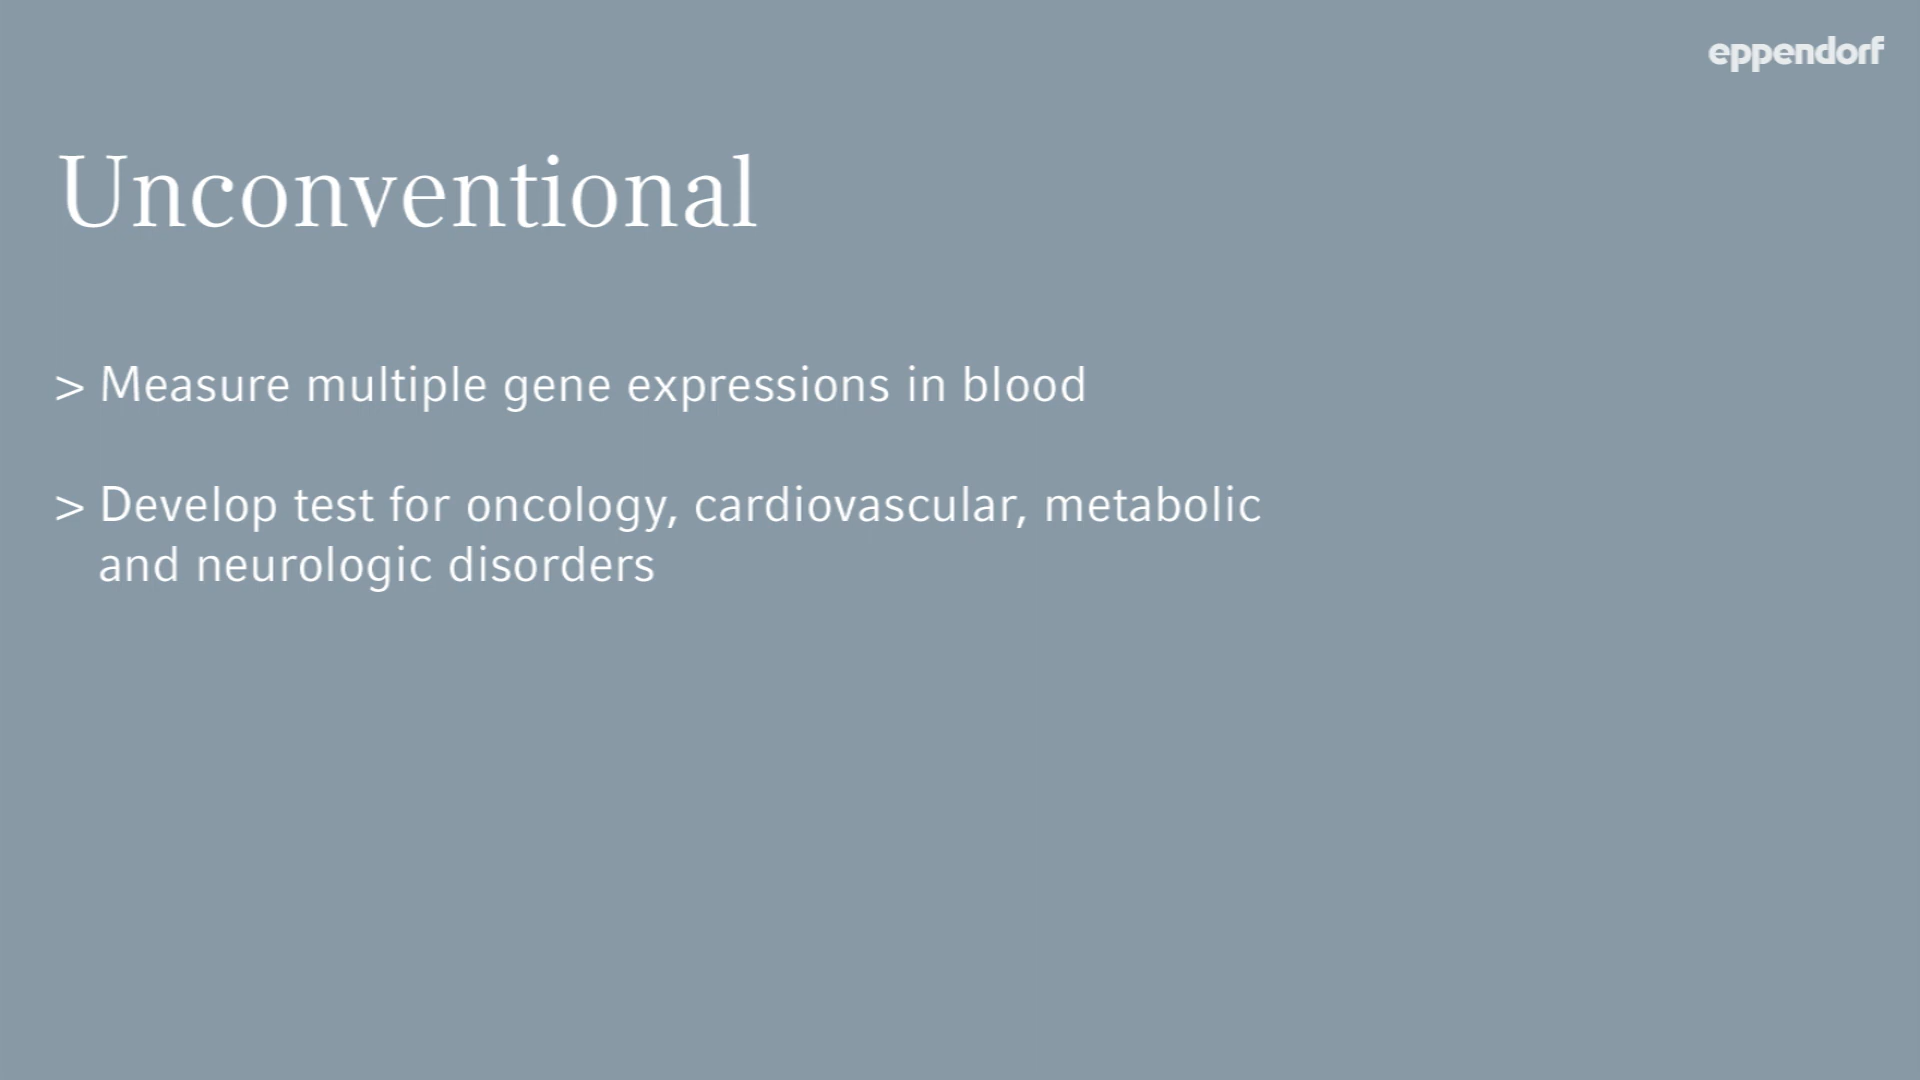 eppendorf
Unconventional
> Measure multiple gene expressions in blood
> Develop test for oncology, cardiovascular, metabolic
and neurologic disorders